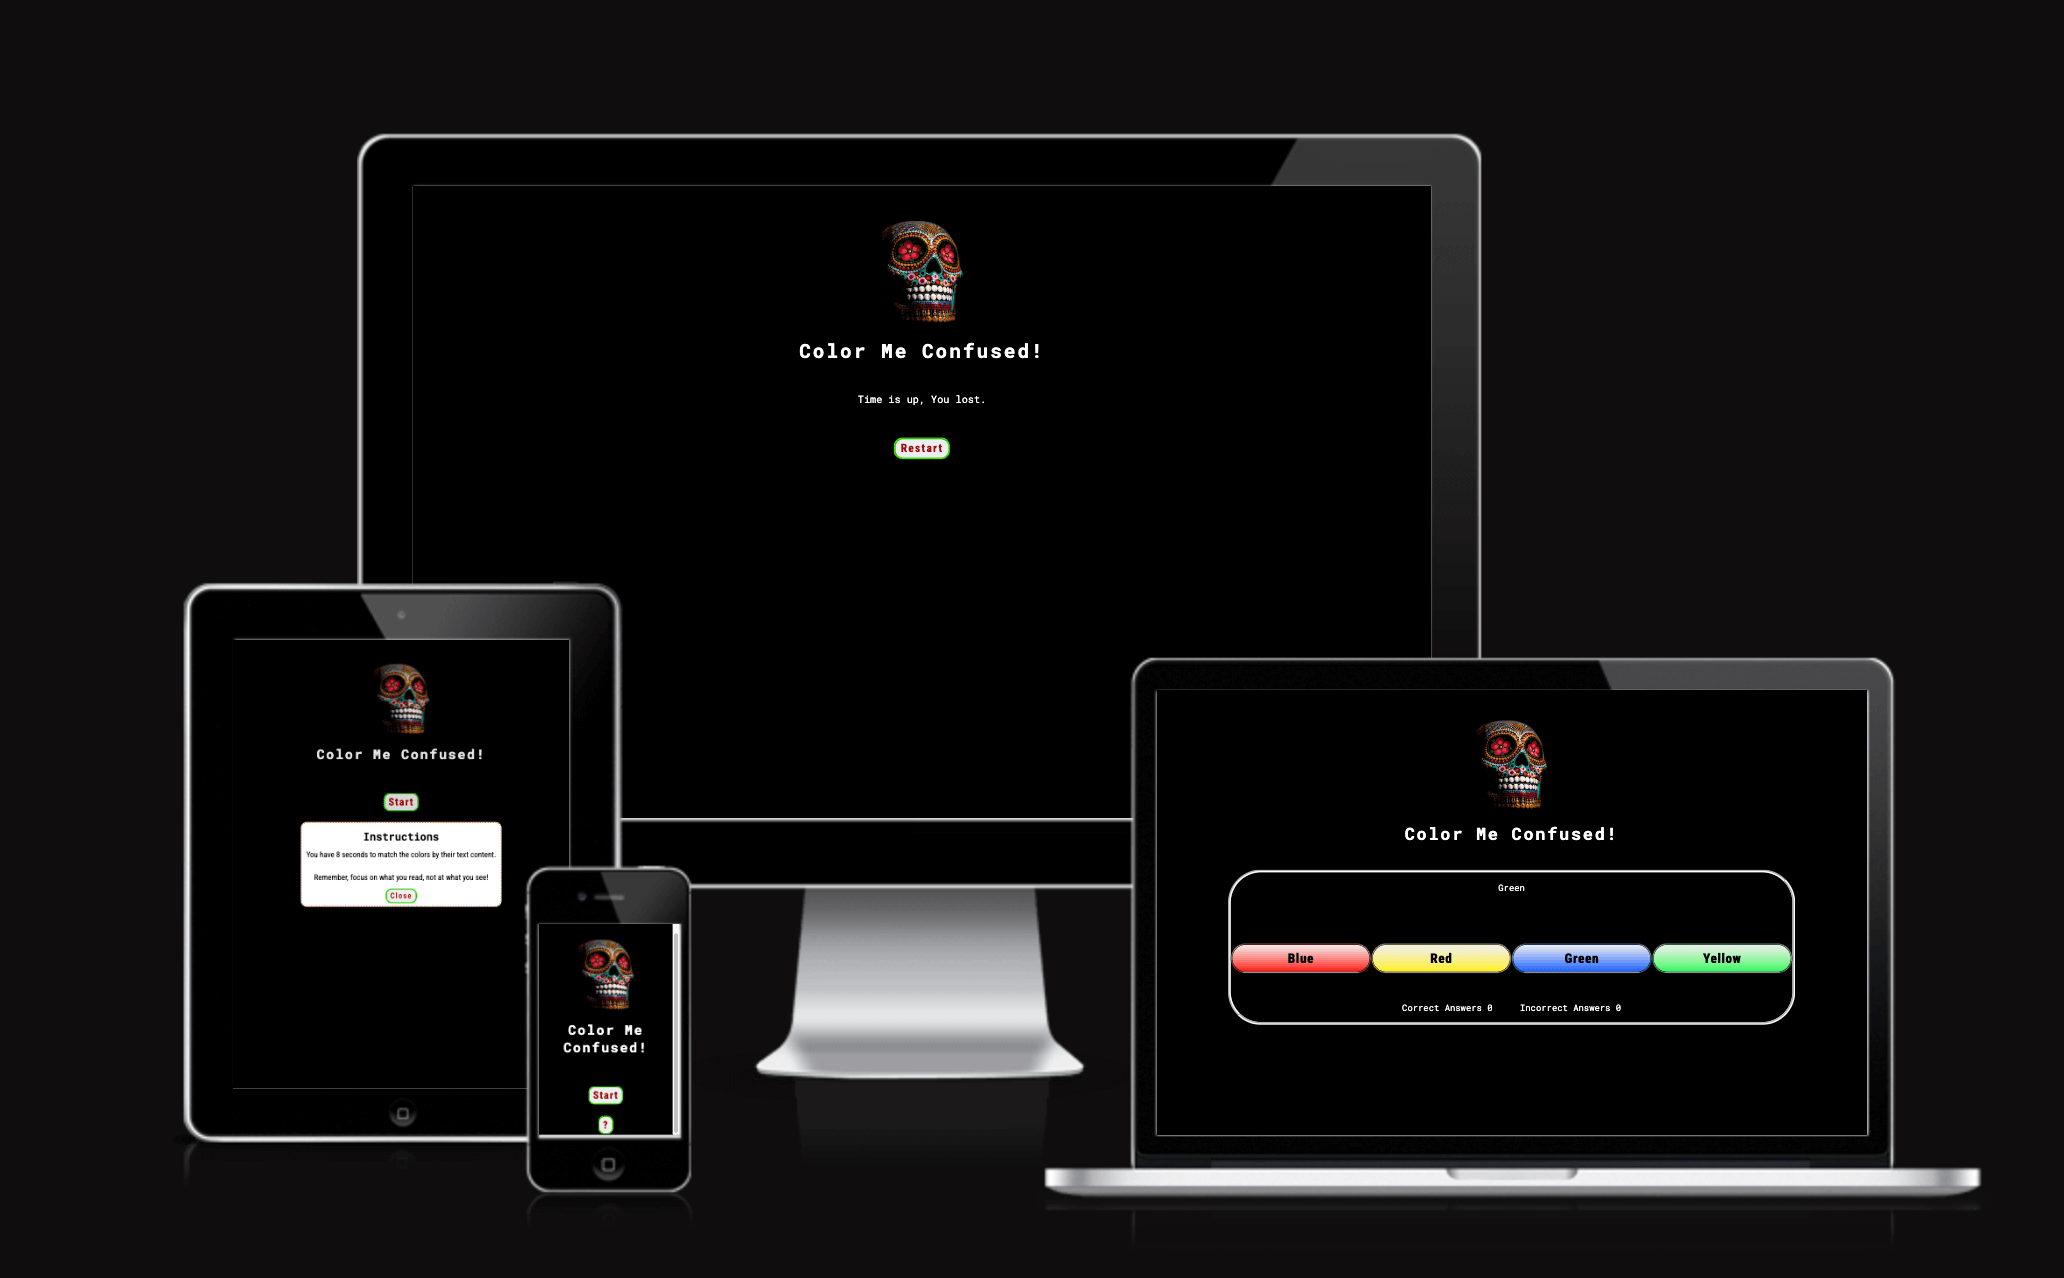 Color Me Confused!
Time is up, You lost.
Restart
Color Me Confused!
Start
Instructions
You have 8 seconds to match the colors by their text content.
Remember, focus on what you read, not at what you see!
Close
Color Me
Confused!
Start
?
Color Me Confused!
Green
Blue Red Green Yellow
Correct Answers 0 Incorrect Answers 0